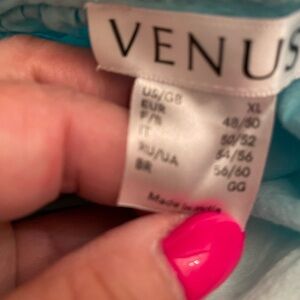 VENUS
US/GB XL
EUR 48/50
F/B 50/52
IT 54/56
RU/UA 56/60
BR GG
Made in